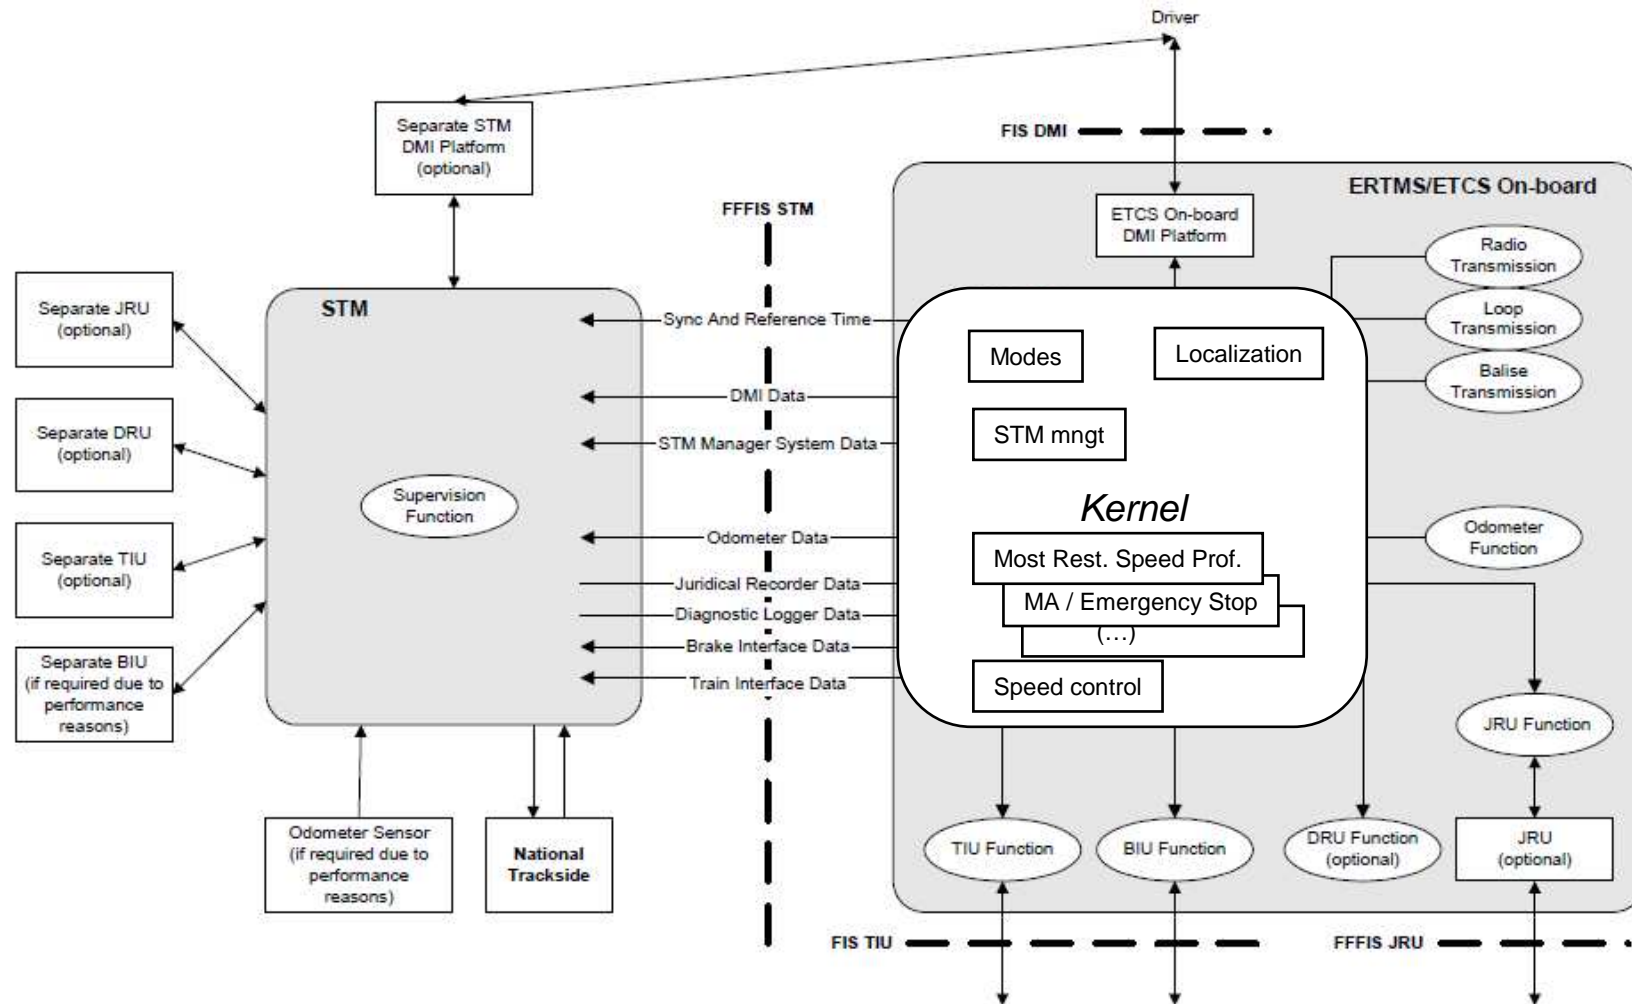 Driver
Separate STM
DMI Platform
(optional)
FIS DMI
ERTMS/ETCS On-board
FFFIS STM
ETCS On-board
DMI Platform
Radio
Transmission
Separate JRU
(optional)
STM
Sync And Reference Time
Loop
Transmission
Modes
Localization
Balise
Transmission
DMI Data
Separate DRU
(optional)
STM Manager System Data
STM mngt
Supervision
Function
Kernel
Odometer
Function
Separate TIU
(optional)
Odometer Data
Most Rest. Speed Prof.
Juridical Recorder Data
MA / Emergency Stop
Diagnostic Logger Data
(...)
Brake Interface Data
Separate BIU
(if required due to
performance
reasons)
Train Interface Data
Speed control
JRU Function
Odometer Sensor
(if required due to
performance
reasons)
National
Trackside
TIU Function
BIU Function
DRU Function
(optional)
JRU
(optional)
FIS TIU
FFFIS JRU